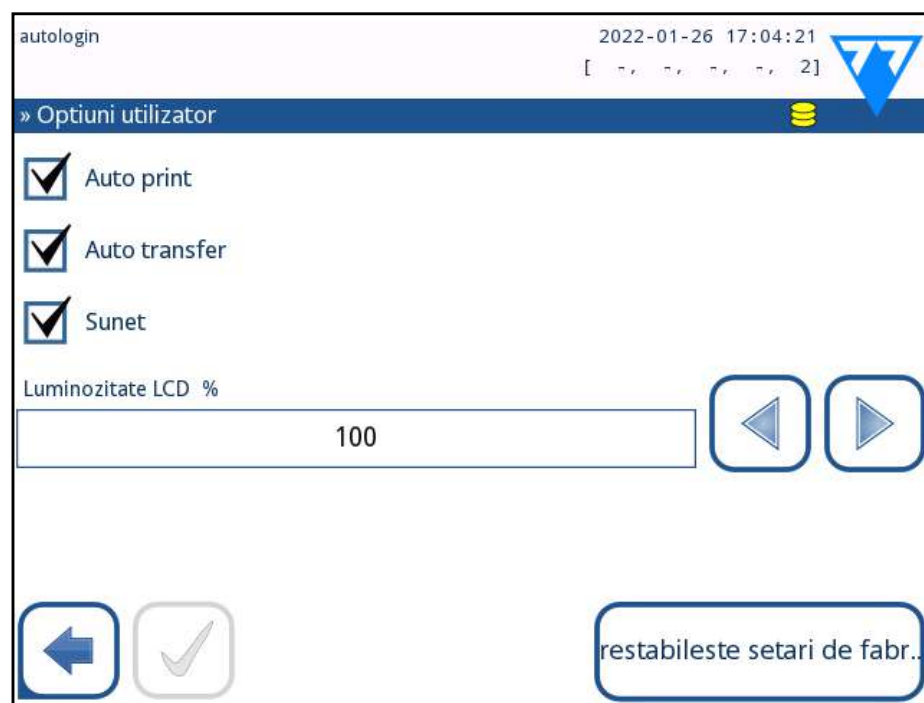 autologin
2022-01-26 17:04:21
[ -, -, -, -, 2]
» Optiuni utilizator
Auto print
Auto transfer
Sunet
Luminozitate LCD %
100
restabileste setari de fabr..